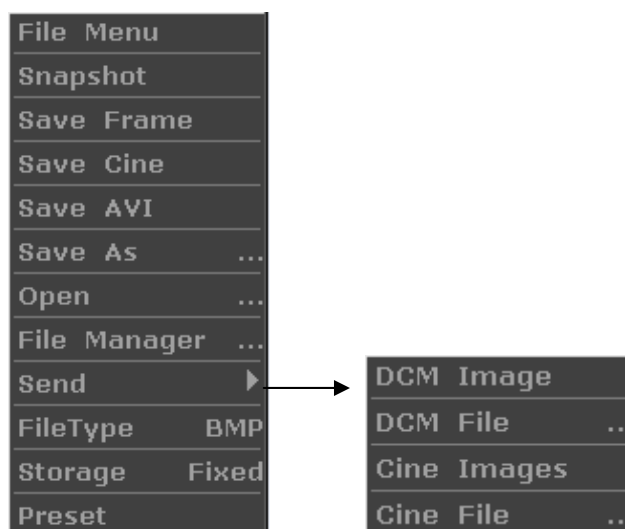 File Menu
Snapshot
Save Frame
Save Cine
Save AVI
Save As ...
Open ...
File Manager ...
Send
FileType BMP
Storage Fixed
Preset
DCM Image
DCM File ..
Cine Images
Cine File ..